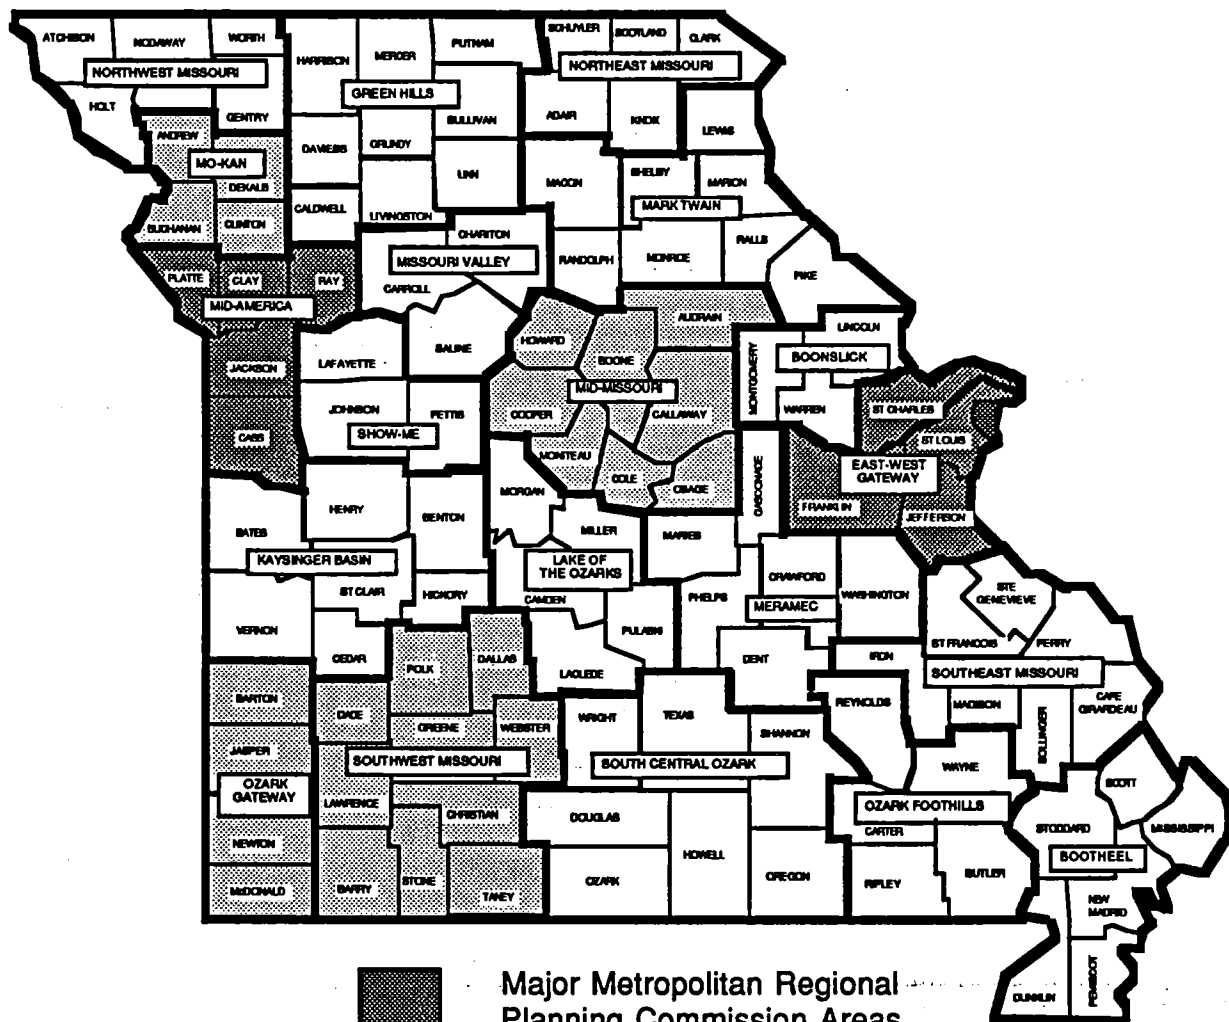 ATCHISON
NODAWAY
WORTH
HARRISON
MERCER
PUTNAM
SCHUYLER
SCOTLAND
CLARK
NORTHWEST MISSOURI
GREEN HILLS
NORTHEAST MISSOURI
HOLT
GENTRY
SULLIVAN
ADAIR
KNOX
LEWIS
ANDREW
MO-KAN
DEKALB
DAVIESS
GRUNDY
LINN
MACON
SHELBY
MARION
MARK TWAIN
BUCHANAN
CLINTON
CALDWELL
LIVINGSTON
CHARITON
MISSOURI VALLEY
RANDOLPH
MONROE
RALLS
PIKE
PLATTE
CLAY
RAY
CARROLL
MID-AMERICA
HOWARD
BOONE
AUDRAIN
LINCOLN
JACKSON
LAFAYETTE
SALINE
MONTGOMERY
BOONSLICK
MID-MISSOURI
JOHNSON
PETTIS
COOPER
CALLAWAY
WARREN
ST CHARLES
CASS
SHOW-ME
MONITEAU
COLE
OSAGE
GASCONADE
ST LOUIS
EAST-WEST
GATEWAY
FRANKLIN
JEFFERSON
BATES
HENRY
BENTON
MORGAN
MILLER
MARIES
KAYSINGER BASIN
LAKE OF
THE OZARKS
CRAWFORD
WASHINGTON
STE
GENEVIEVE
ST CLAIR
HICKORY
CAMDEN
PHELPS
MERAMEC
VERNON
PULASKI
ST FRANCOIS
PERRY
CEDAR
POLK
DALLAS
LACLEDE
DENT
IRON
SOUTHEAST MISSOURI
BARTON
DADE
GREENE
WEBSTER
WRIGHT
TEXAS
SHANNON
REYNOLDS
MADISON
BOLLINGER
CAPE
GIRARDEAU
JASPER
SOUTHWEST MISSOURI
SOUTH CENTRAL OZARK
WAYNE
SCOTT
OZARK
GATEWAY
LAWRENCE
CHRISTIAN
DOUGLAS
OZARK FOOTHILLS
CARTER
STODDARD
MISSISSIPPI
NEWTON
HOWELL
BOOTHEEL
McDONALD
BARRY
STONE
TANEY
OZARK
OREGON
RIPLEY
BUTLER
NEW
MADRID
DUNKLIN
PEMISCOT
Major Metropolitan Regional
Planning Commission Areas